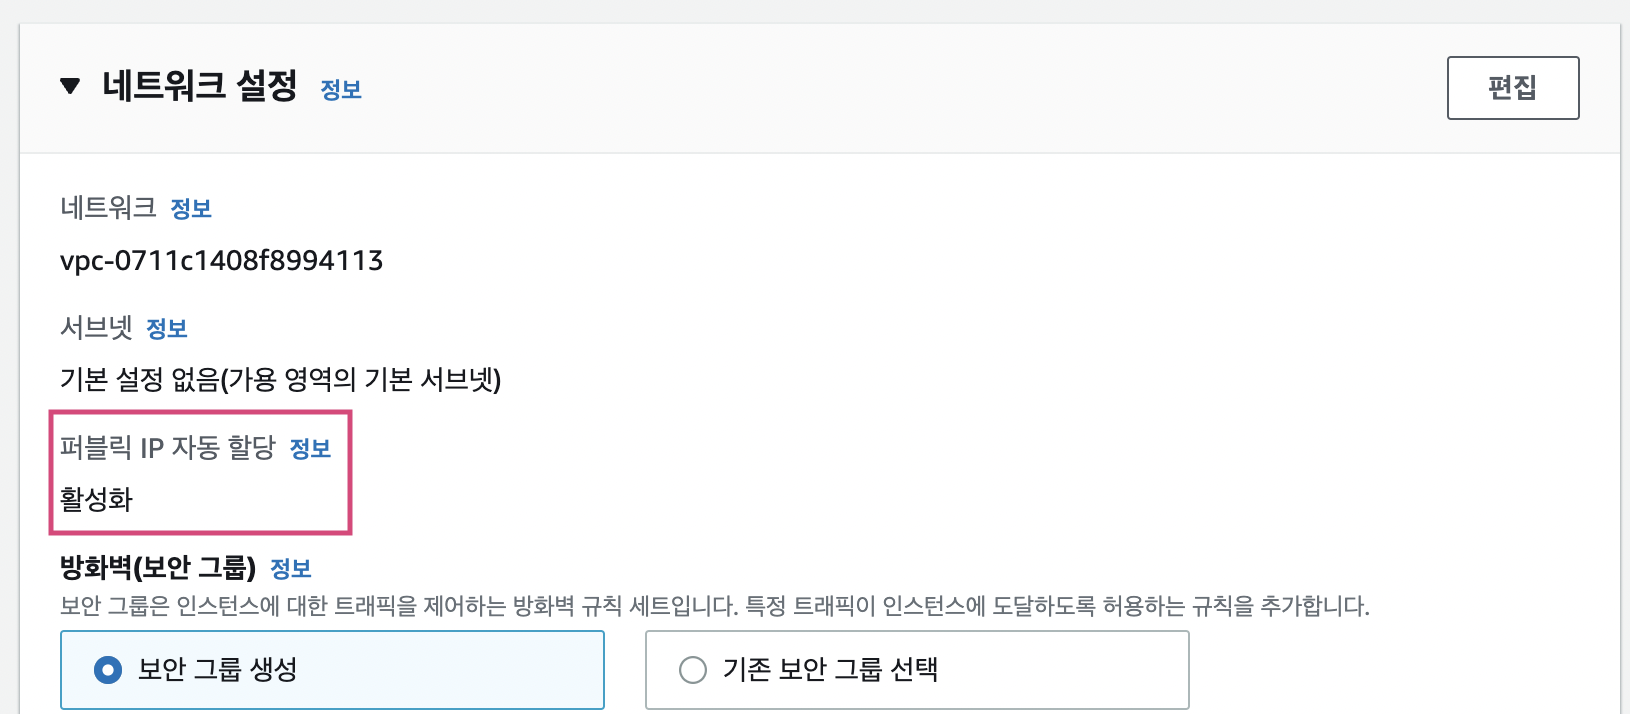 네트워크 설정 정보
편집
네트워크 정보
vpc-0711c1408f8994113
서브넷 정보
기본 설정 없음(가용 영역의 기본 서브넷)
퍼블릭 IP 자동 할당 정보
활성화
방화벽(보안 그룹) 정보
보안 그룹은 인스턴스에 대한 트래픽을 제어하는 방화벽 규칙 세트입니다. 특정 트래픽이 인스턴스에 도달하도록 허용하는 규칙을 추가합니다.
보안 그룹 생성
기존 보안 그룹 선택